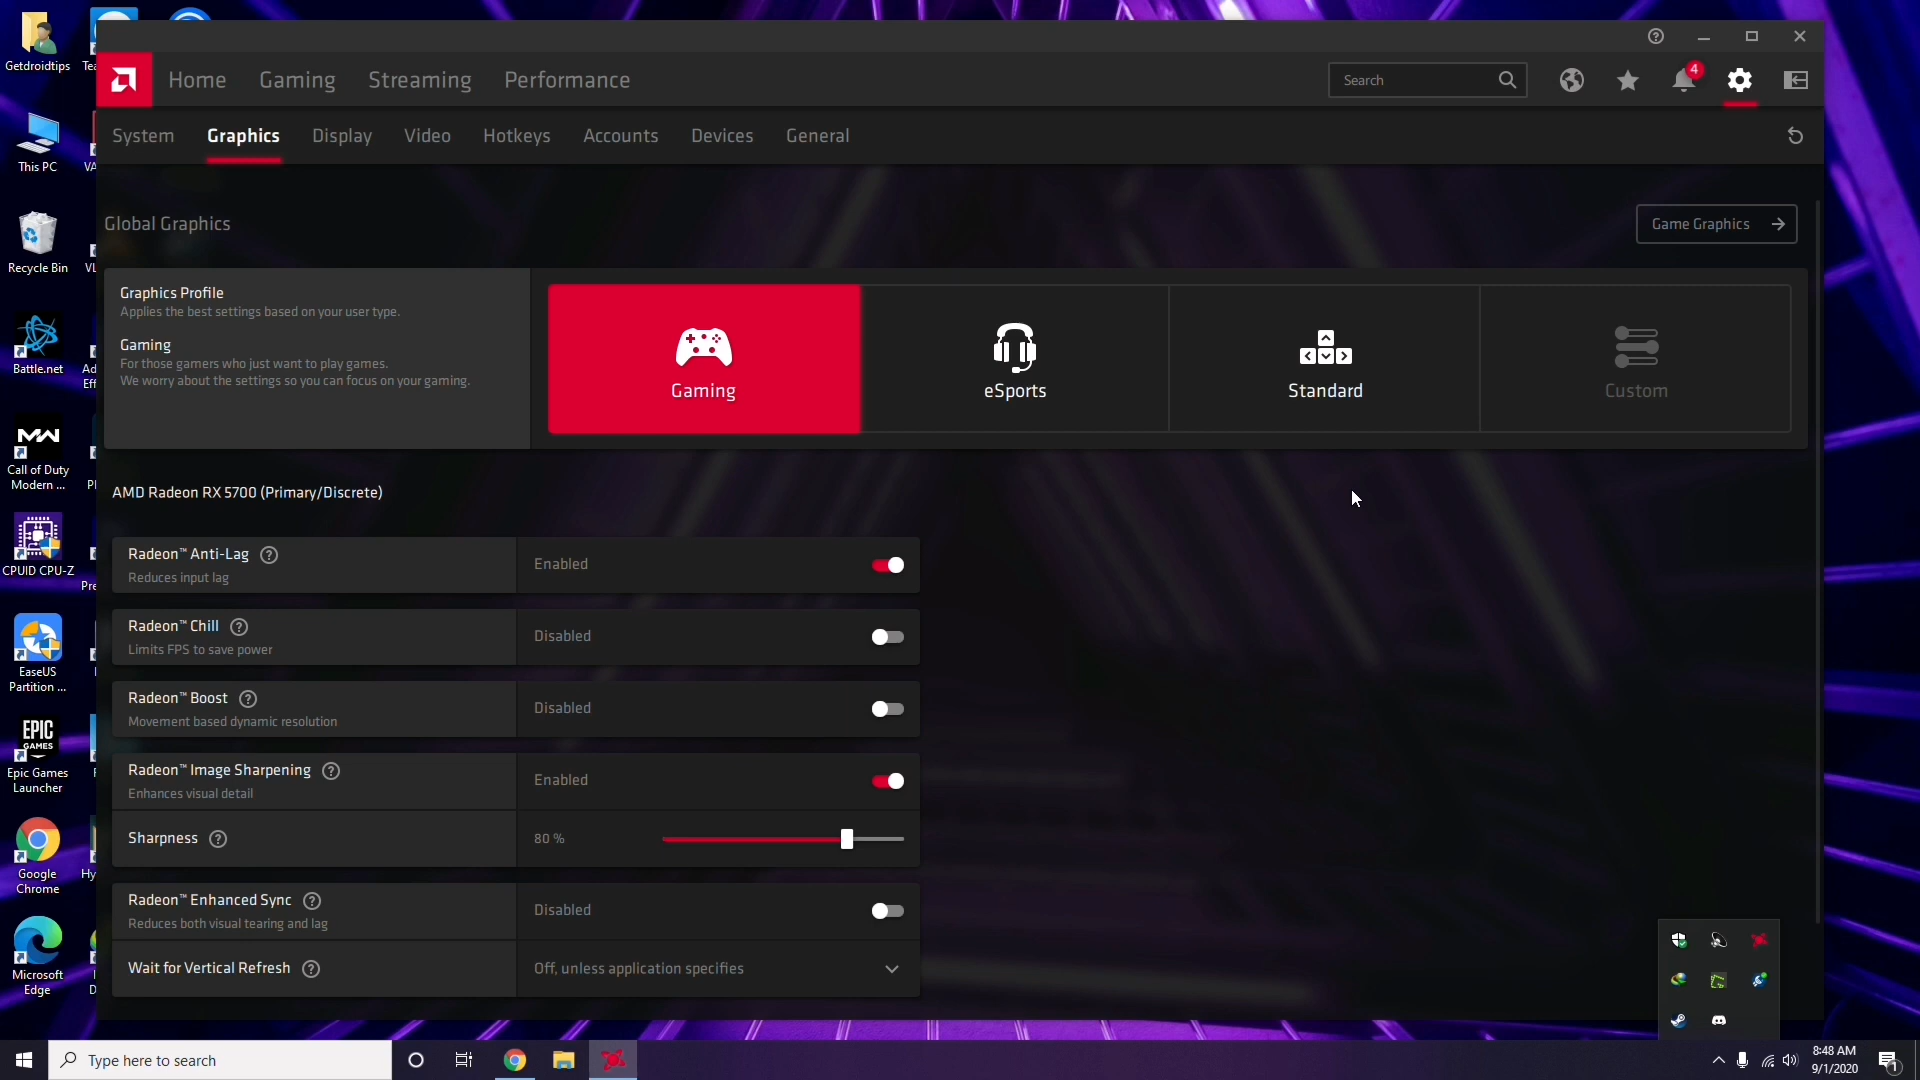 Getdroidtips
This PC
Recycle Bin
Battle.net
Call of Duty
Modern ...
CPUID CPU-Z
EaseUS
Partition ...
EPIC
GAMES
Epic Games
Launcher
Google
Chrome
Microsoft
Edge
Home
Gaming
Streaming
Performance
Search
4
System
Graphics
Display
Video
Hotkeys
Accounts
Devices
General
Global Graphics
Game Graphics
Graphics Profile
Applies the best settings based on your user type.
Gaming
For those gamers who just want to play games.
We worry about the settings so you can focus on your gaming.
Gaming
eSports
Standard
Custom
AMD Radeon RX 5700 (Primary/Discrete)
Radeon™ Anti-Lag
Reduces input lag
Enabled
Radeon™ Chill
Limits FPS to save power
Disabled
Radeon™ Boost
Movement based dynamic resolution
Disabled
Radeon™ Image Sharpening
Enhances visual detail
Enabled
Sharpness
80 %
Radeon™ Enhanced Sync
Reduces both visual tearing and lag
Disabled
Wait for Vertical Refresh
Off, unless application specifies
Type here to search
8:48 AM
9/1/2020
1